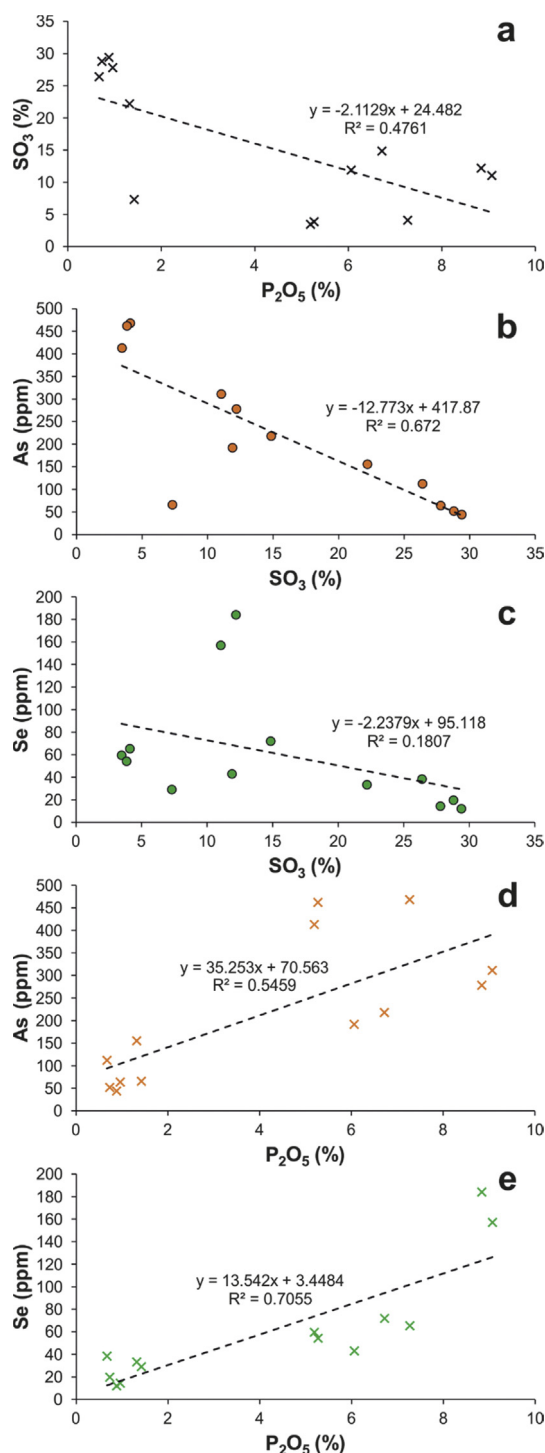 a
35
30
25
20
15
10
5
0
SO₃ (%)
y = -2.1129x + 24.482
R² = 0.4761
0 2 4 6 8 10
P₂O₅ (%)
b
500
450
400
350
300
250
200
150
100
50
0
As (ppm)
y = -12.773x + 417.87
R² = 0.672
0 5 10 15 20 25 30 35
SO₃ (%)
c
200
180
160
140
120
100
80
60
40
20
0
Se (ppm)
y = -2.2379x + 95.118
R² = 0.1807
0 5 10 15 20 25 30 35
SO₃ (%)
d
500
450
400
350
300
250
200
150
100
50
0
As (ppm)
y = 35.253x + 70.563
R² = 0.5459
0 2 4 6 8 10
P₂O₅ (%)
e
200
180
160
140
120
100
80
60
40
20
0
Se (ppm)
y = 13.542x + 3.4484
R² = 0.7055
0 2 4 6 8 10
P₂O₅ (%)